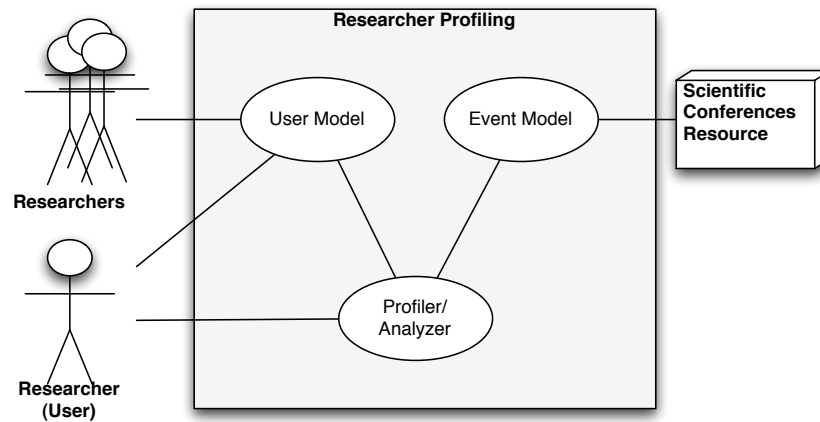 Researcher Profiling
User Model
Event Model
Scientific
Conferences
Resource
Researchers
Profiler/
Analyzer
Researcher
(User)